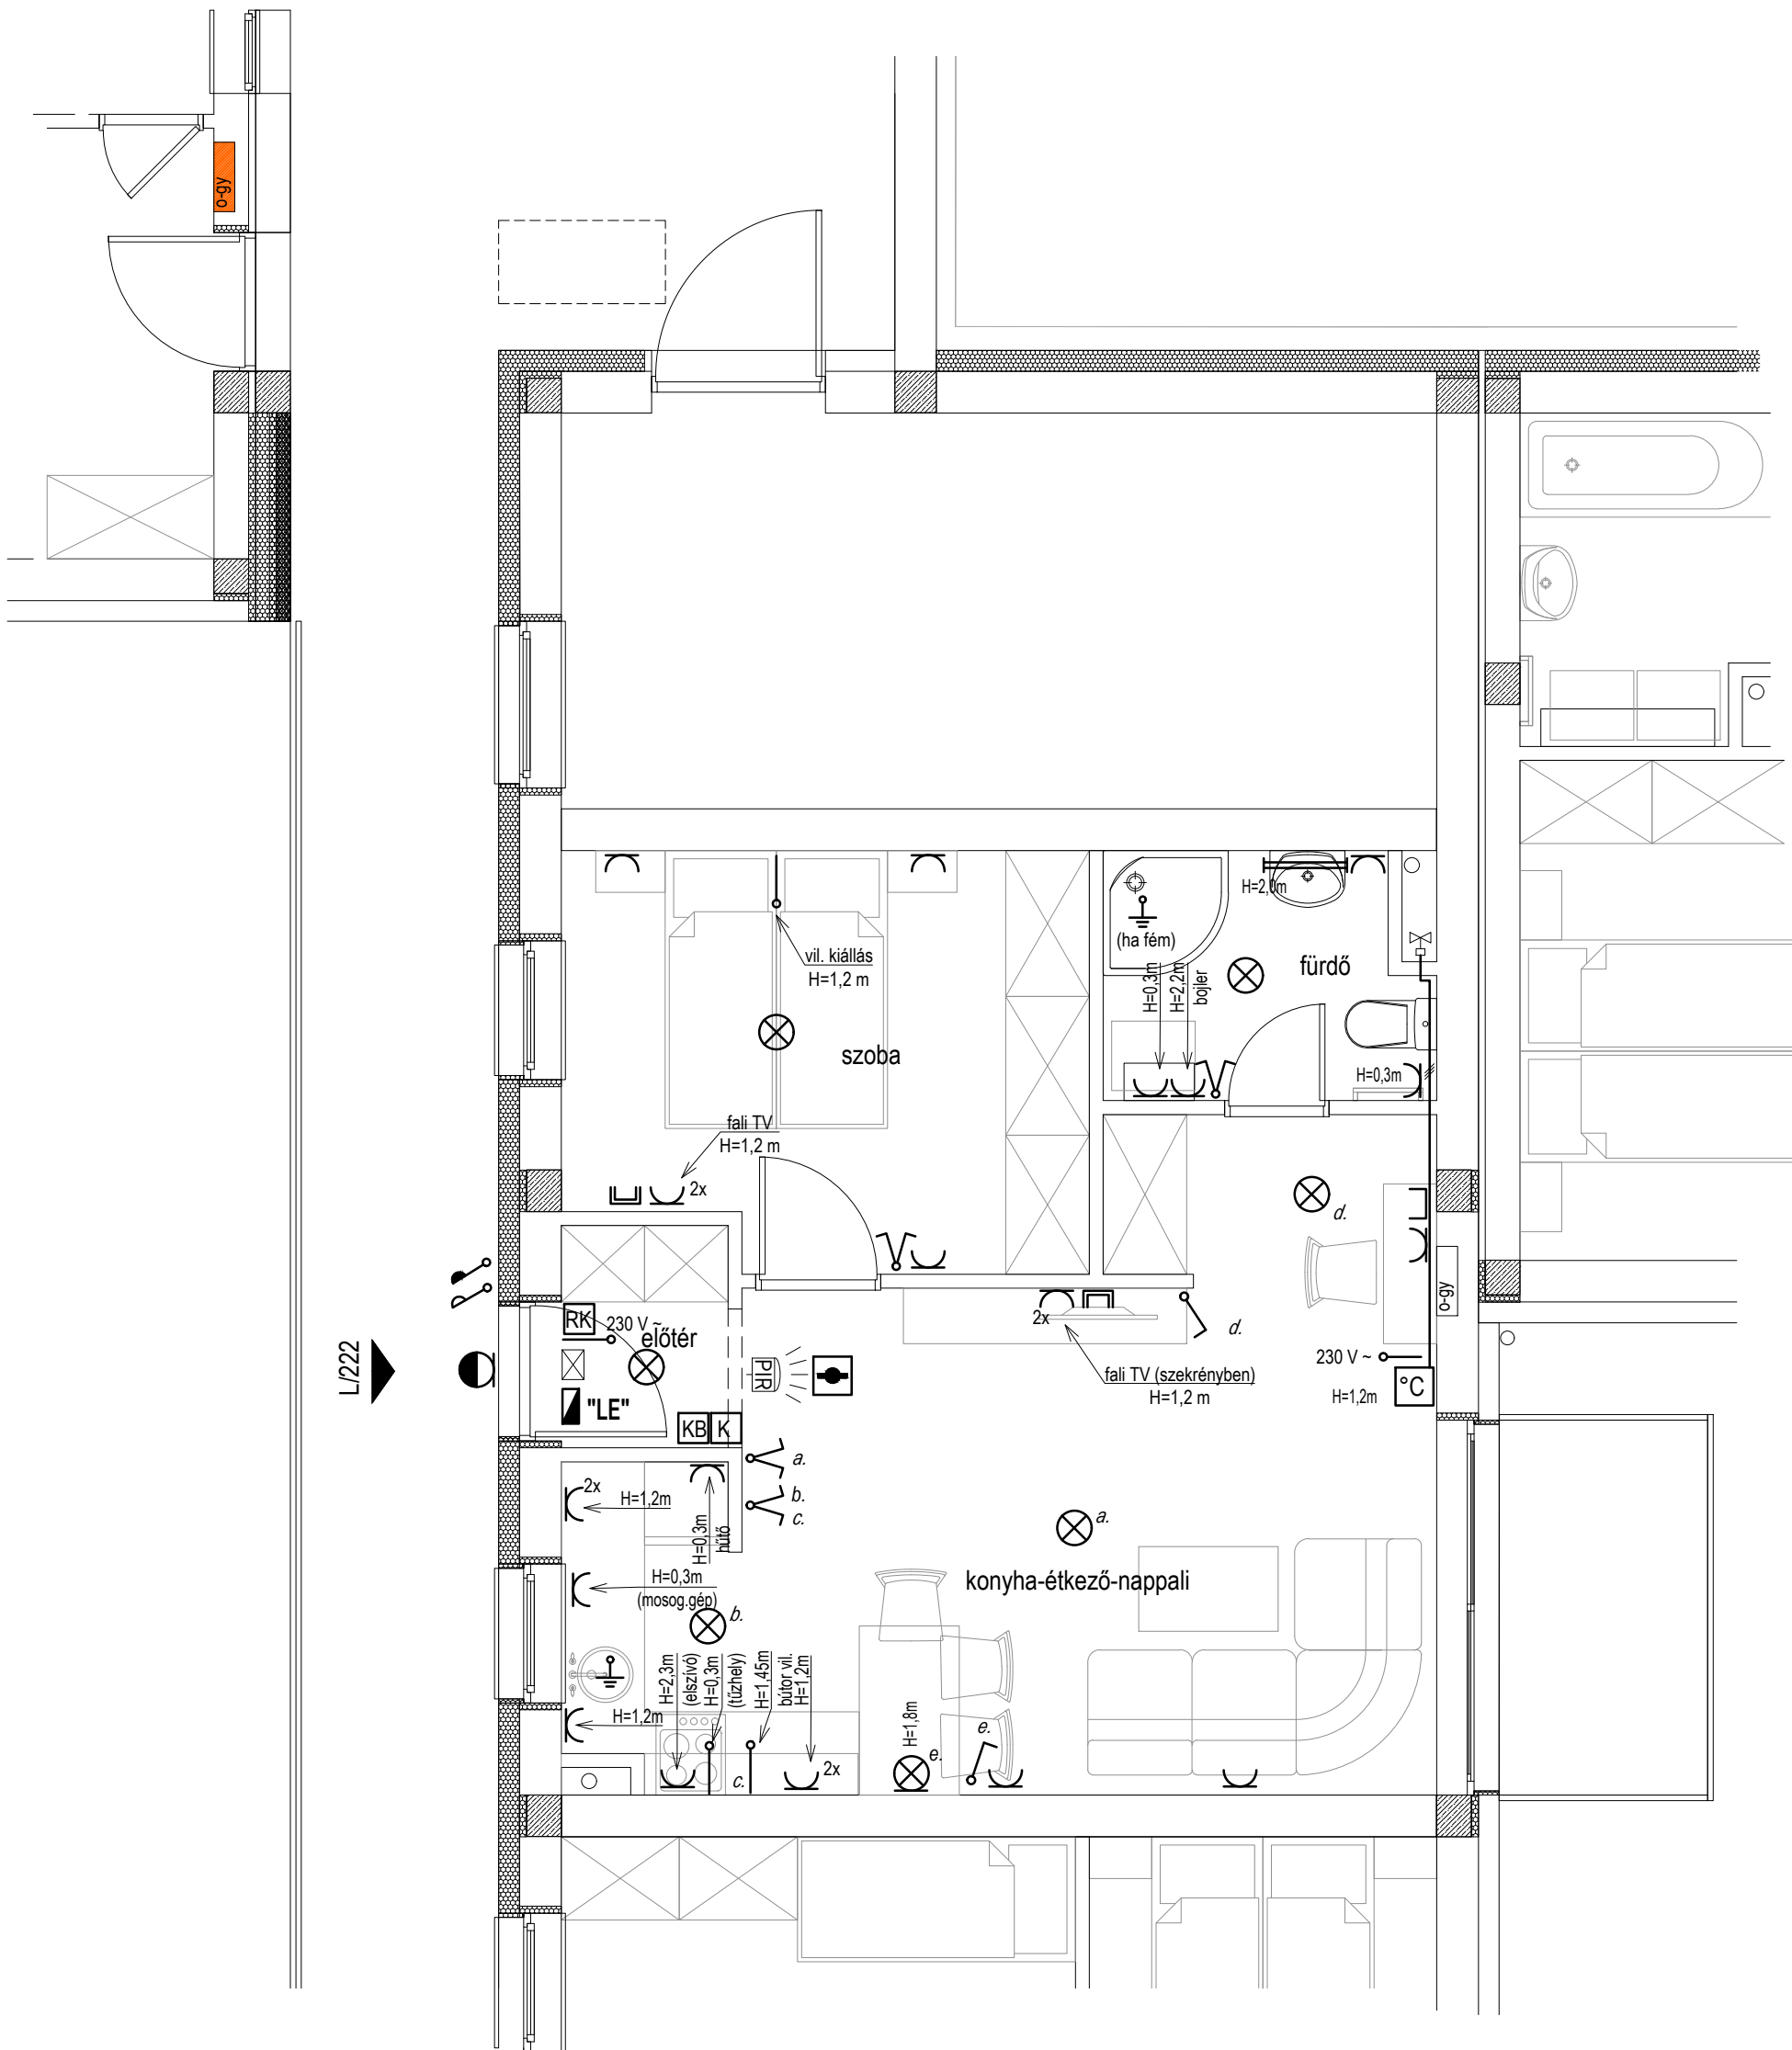 o-gy
H=2,0m
(ha fém)
vil. kiállás
H=1,2 m
fürdő
H=0,3m
H=2,2m
bojler
szoba
H=0,3m
fali TV
H=1,2 m
2x
d.
o-gy
RK
230 V ~
előtér
2x
d.
L/222
PIR
230 V ~
fali TV (szekrényben)
H=1,2 m
H=1,2m
°C
"LE"
KB
K
a.
2x
H=1,2m
b.
c.
H=0,3m
hűtő
a.
H=0,3m
(mosog.gép)
konyha-étkező-nappali
b.
H=2,3m
(elszívó)
H=0,3m
(tűzhely)
H=1,45m
bútor vil.
H=1,2m
H=1,2m
H=1,8m
e.
e.
c.
2x